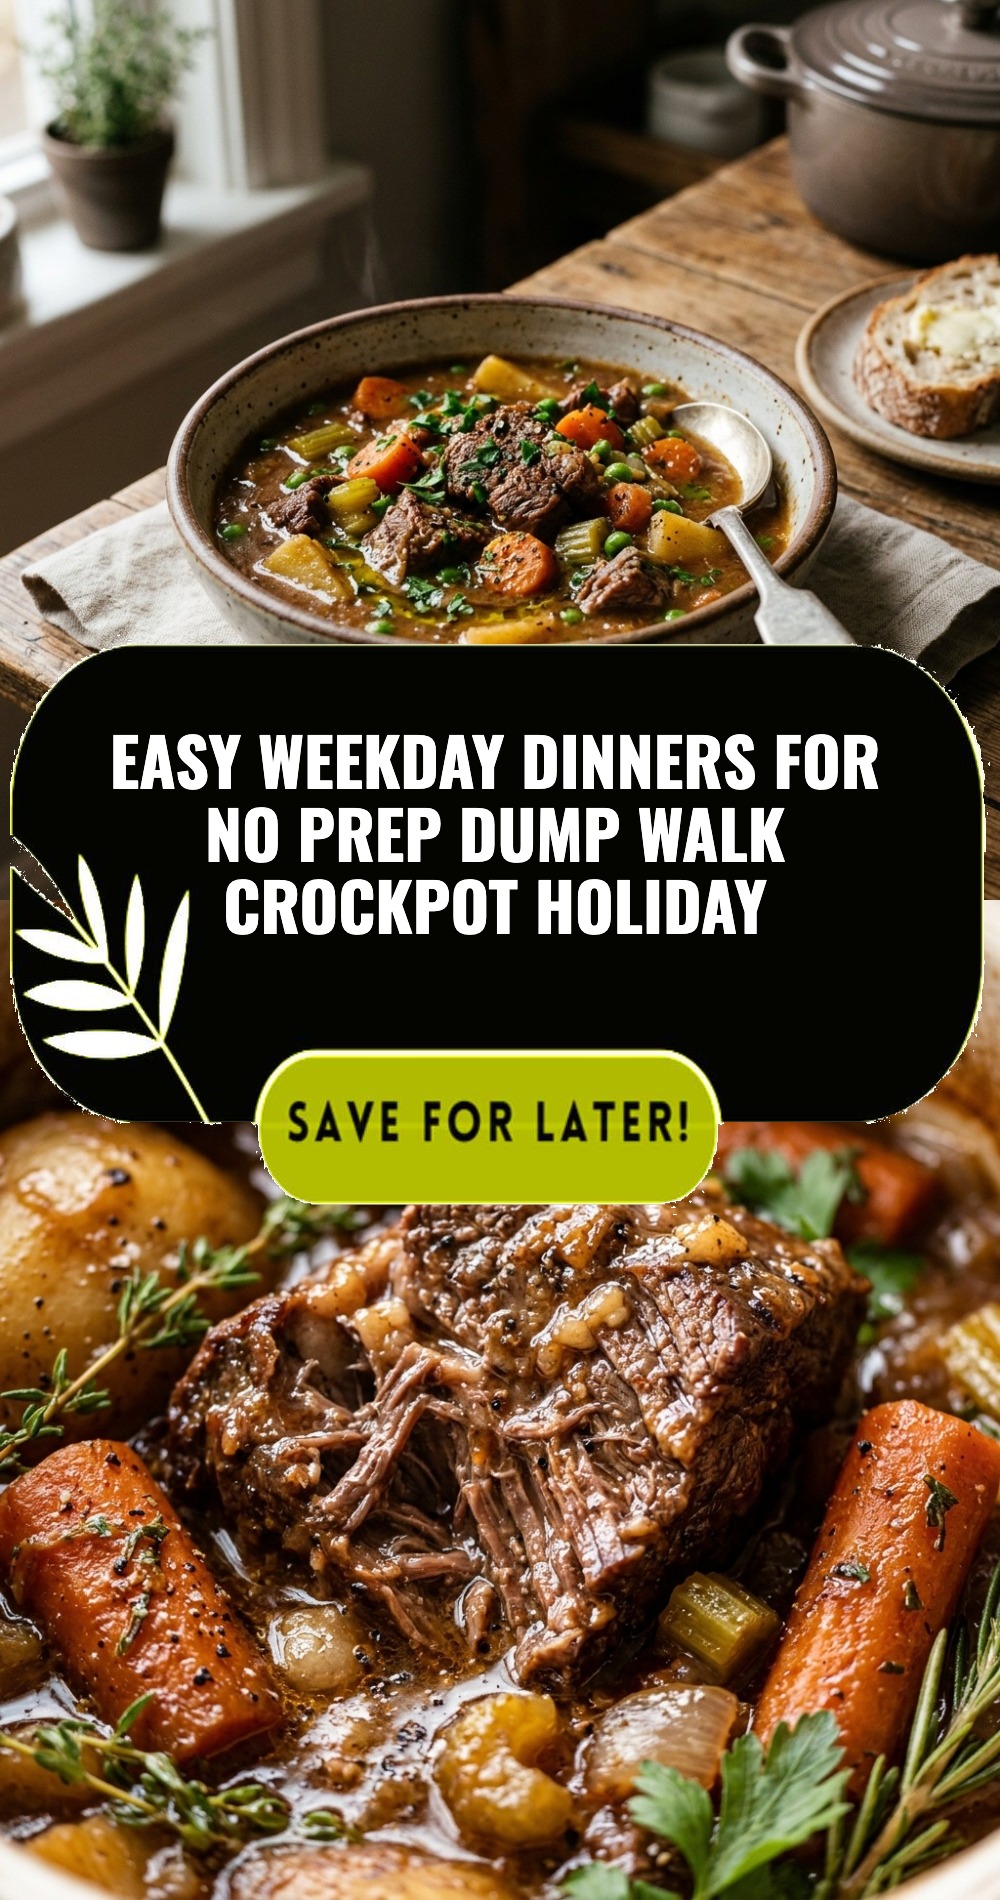 EASY WEEKDAY DINNERS FOR
NO PREP DUMP WALK
CROCKPOT HOLIDAY
SAVE FOR LATER!